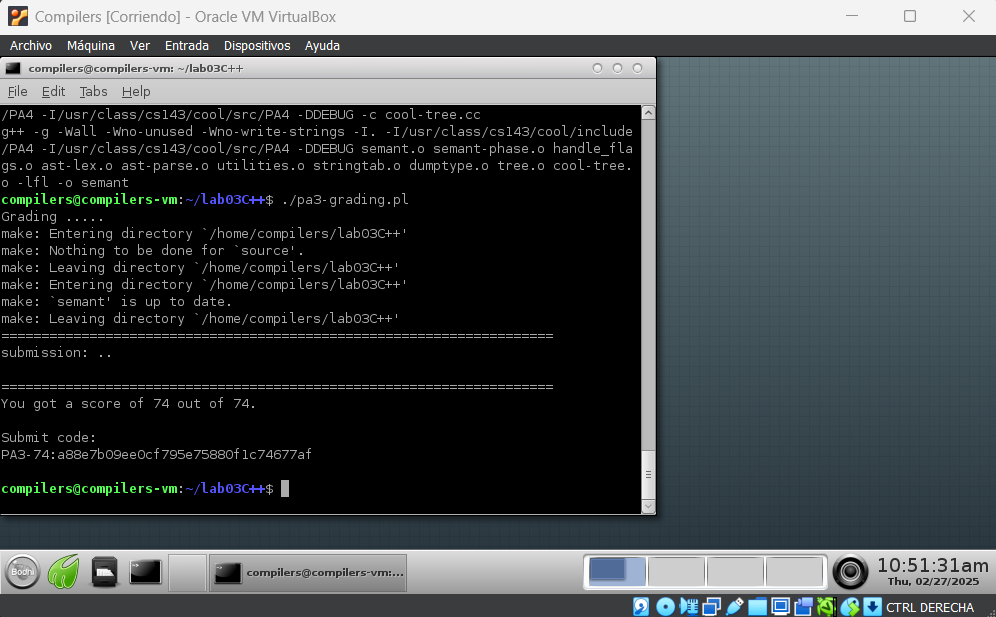 Compilers [Corriendo] - Oracle VM VirtualBox
Archivo Máquina Ver Entrada Dispositivos Ayuda
compilers@compilers-vm: ~/lab03C++
File Edit Tabs Help
/PA4 -I/usr/class/cs143/cool/src/PA4 -DDEBUG -c cool-tree.cc
g++ -g -Wall -Wno-unused -Wno-write-strings -I. -I/usr/class/cs143/cool/include
/PA4 -I/usr/class/cs143/cool/src/PA4 -DDEBUG semant.o semant-phase.o handle_fla
gs.o ast-lex.o ast-parse.o utilities.o stringtab.o dumptype.o tree.o cool-tree.
o -lfl -o semant
compilers@compilers-vm:~/lab03C++$ ./pa3-grading.pl
Grading .....
make: Entering directory `/home/compilers/lab03C++'
make: Nothing to be done for `source'.
make: Leaving directory `/home/compilers/lab03C++'
make: Entering directory `/home/compilers/lab03C++'
make: `semant' is up to date.
make: Leaving directory `/home/compilers/lab03C++'
=====================================================================
submission: ..
=====================================================================
You got a score of 74 out of 74.
Submit code:
PA3-74:a88e7b09ee0cf795e75880f1c74677af
compilers@compilers-vm:~/lab03C++$
Bodhi
compilers@compilers-vm:...
10:51:31am
Thu, 02/27/2025
CTRL DERECHA